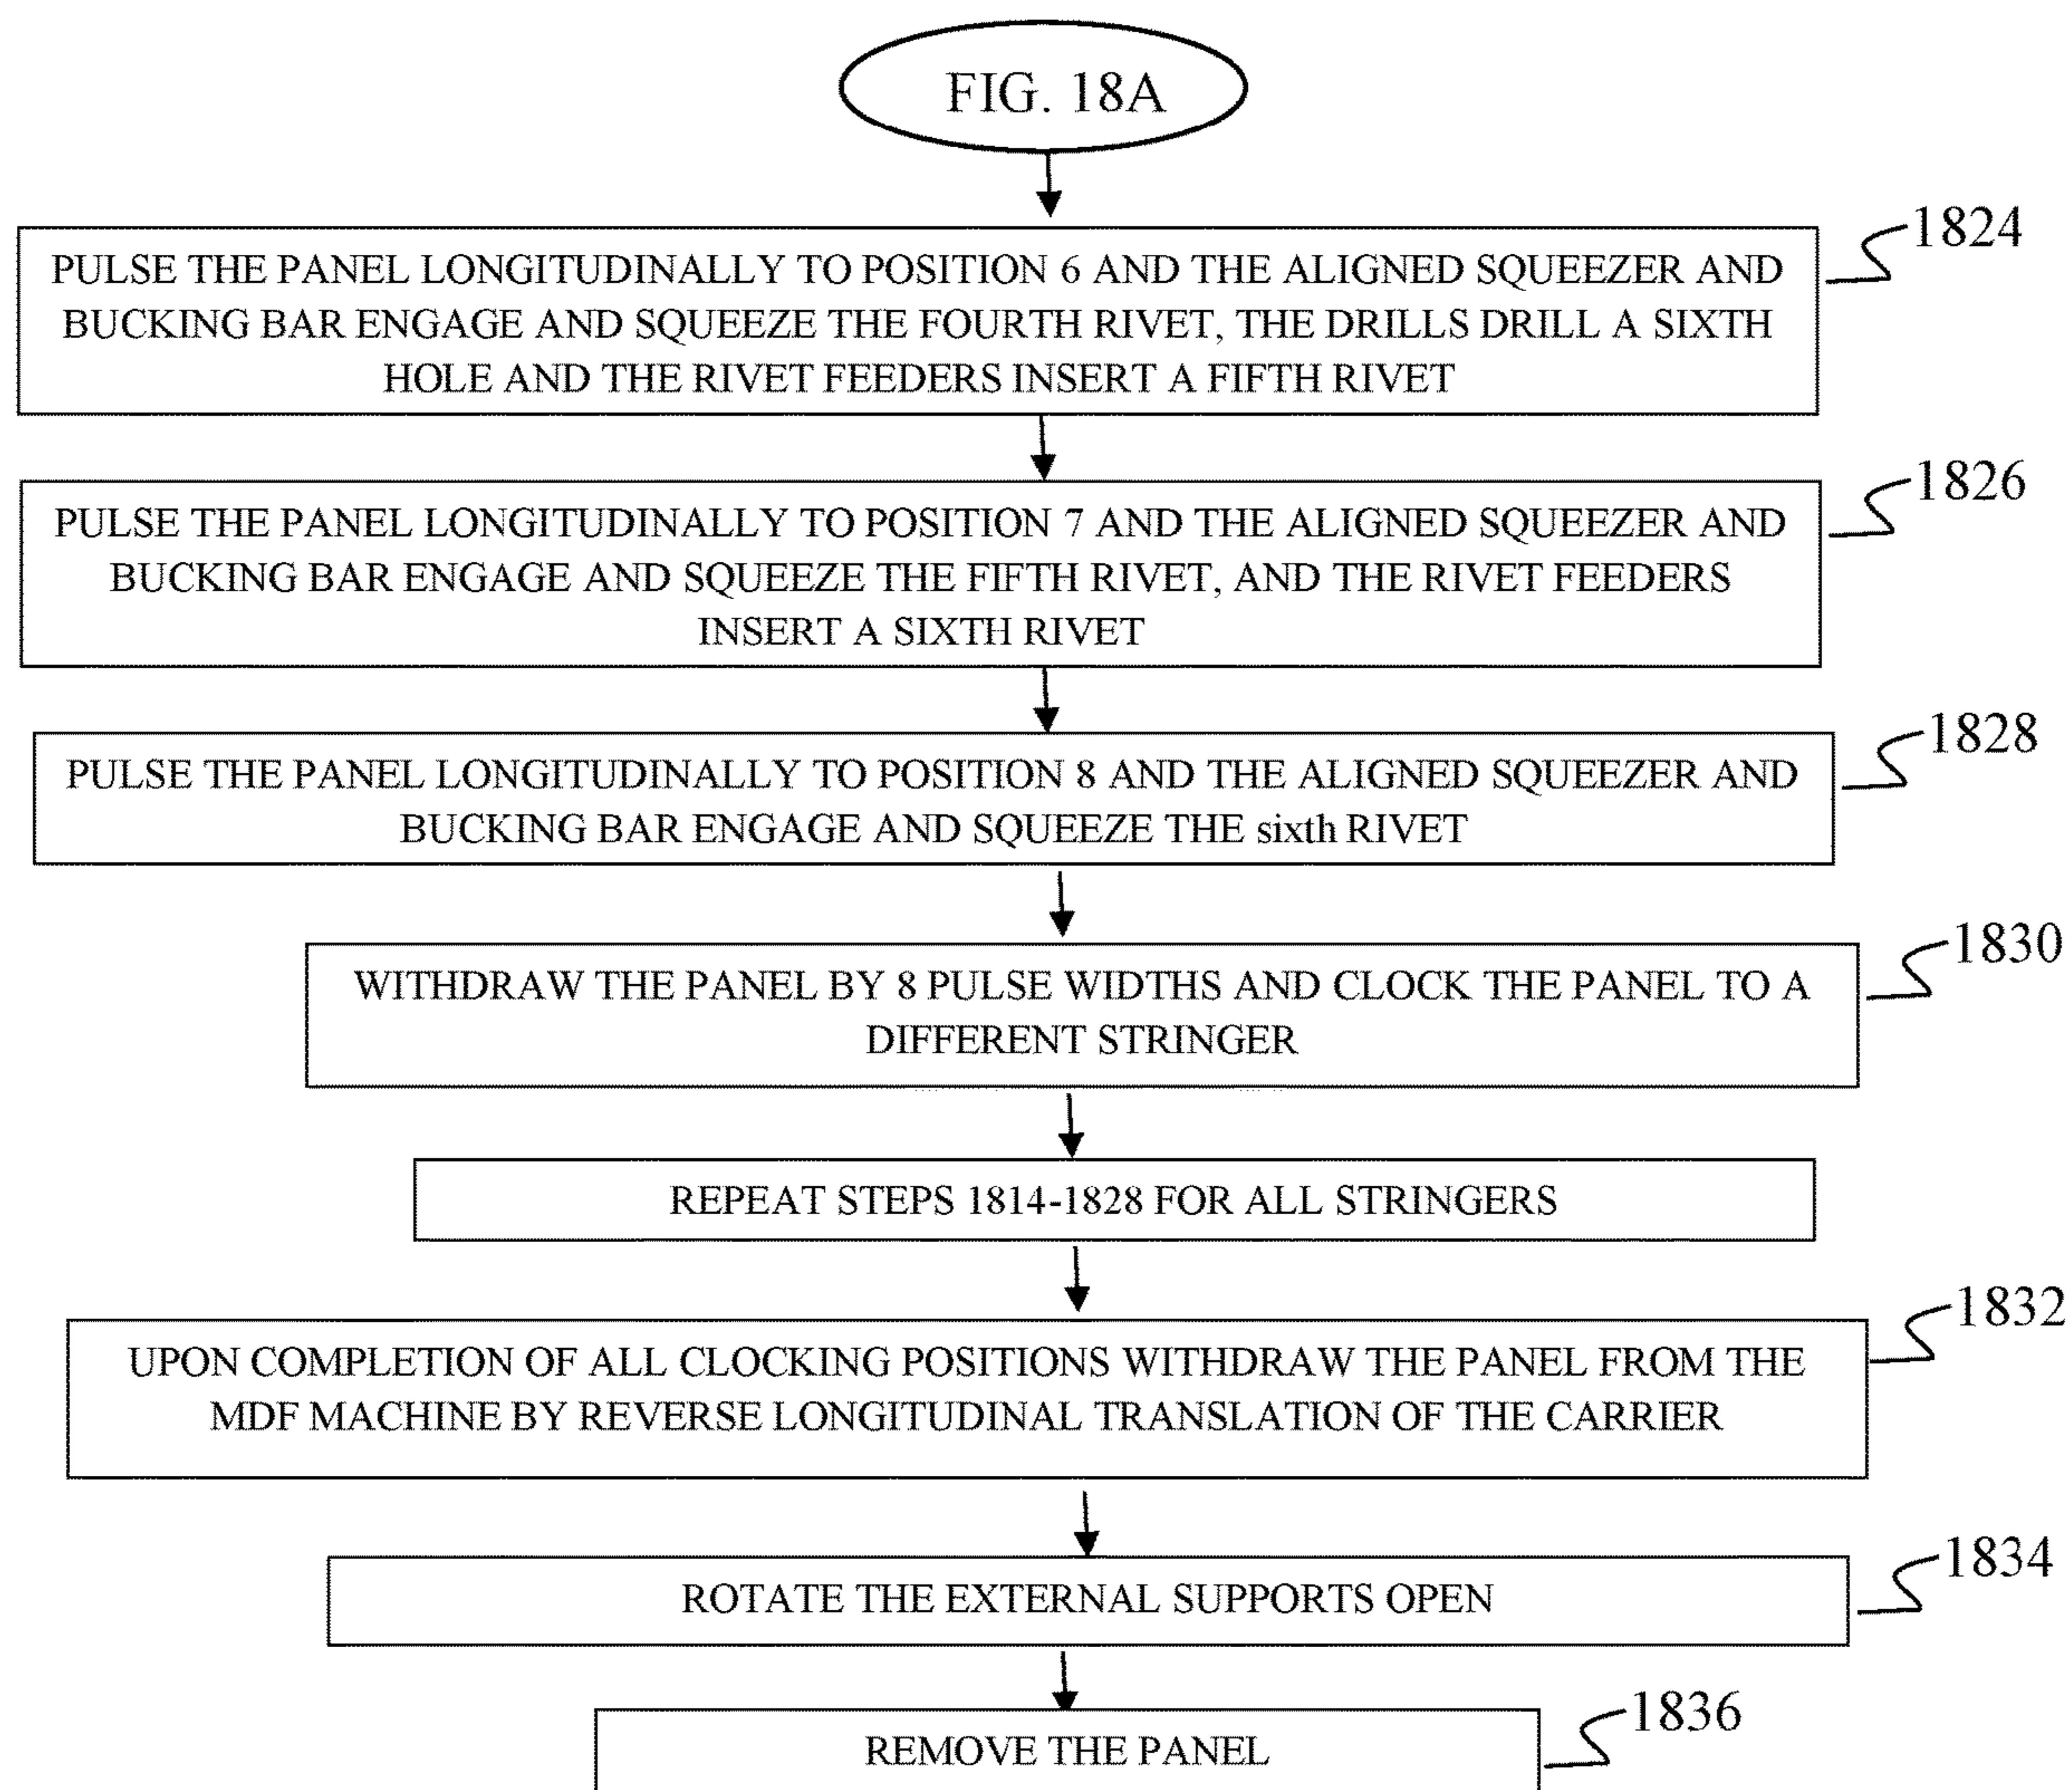 FIG. 18A
1824
PULSE THE PANEL LONGITUDINALLY TO POSITION 6 AND THE ALIGNED SQUEEZER AND
BUCKING BAR ENGAGE AND SQUEEZE THE FOURTH RIVET, THE DRILLS DRILL A SIXTH
HOLE AND THE RIVET FEEDERS INSERT A FIFTH RIVET
1826
PULSE THE PANEL LONGITUDINALLY TO POSITION 7 AND THE ALIGNED SQUEEZER AND
BUCKING BAR ENGAGE AND SQUEEZE THE FIFTH RIVET, AND THE RIVET FEEDERS
INSERT A SIXTH RIVET
1828
PULSE THE PANEL LONGITUDINALLY TO POSITION 8 AND THE ALIGNED SQUEEZER AND
BUCKING BAR ENGAGE AND SQUEEZE THE sixth RIVET
1830
WITHDRAW THE PANEL BY 8 PULSE WIDTHS AND CLOCK THE PANEL TO A
DIFFERENT STRINGER
REPEAT STEPS 1814-1828 FOR ALL STRINGERS
1832
UPON COMPLETION OF ALL CLOCKING POSITIONS WITHDRAW THE PANEL FROM THE
MDF MACHINE BY REVERSE LONGITUDINAL TRANSLATION OF THE CARRIER
1834
ROTATE THE EXTERNAL SUPPORTS OPEN
1836
REMOVE THE PANEL